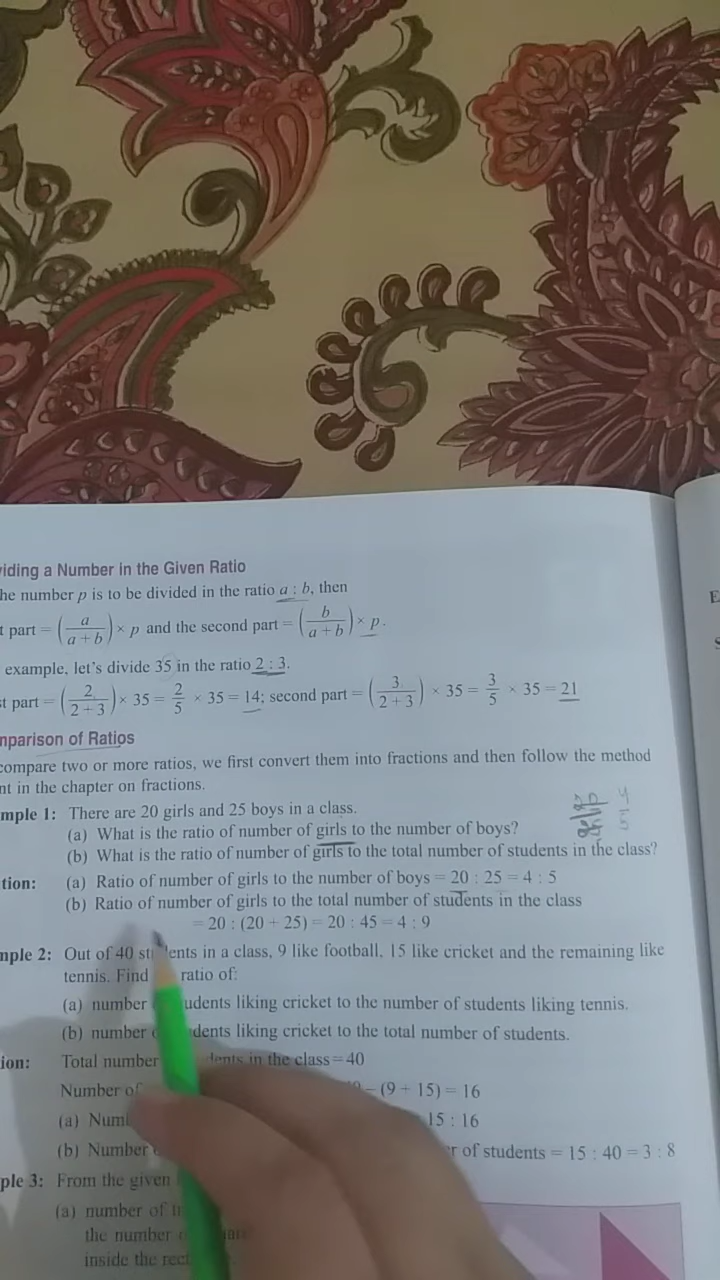 viding a Number in the Given Ratio
he number p is to be divided in the ratio a : b, then
t part = (a/(a + b)) × p and the second part = (b/(a + b)) × p.
example, let's divide 35 in the ratio 2 : 3.
st part = (2/(2 + 3)) × 35 = 2/5 × 35 = 14; second part = (3/(2 + 3)) × 35 = 3/5 × 35 = 21
nparison of Ratios
compare two or more ratios, we first convert them into fractions and then follow the method
nt in the chapter on fractions.
mple 1: There are 20 girls and 25 boys in a class.
(a) What is the ratio of number of girls to the number of boys?
4/5
(b) What is the ratio of number of girls to the total number of students in the class?
tion: (a) Ratio of number of girls to the number of boys = 20 : 25 = 4 : 5
(b) Ratio of number of girls to the total number of students in the class
= 20 : (20 + 25) = 20 : 45 = 4 : 9
mple 2: Out of 40 st ents in a class, 9 like football, 15 like cricket and the remaining like
tennis. Find ratio of:
(a) number udents liking cricket to the number of students liking tennis.
(b) number dents liking cricket to the total number of students.
ion: Total number dents in the class = 40
Number of – (9 + 15) = 16
(a) Num 15 : 16
(b) Number r of students = 15 : 40 = 3 : 8
ple 3: From the given
(a) number of
the number
inside the rect
E